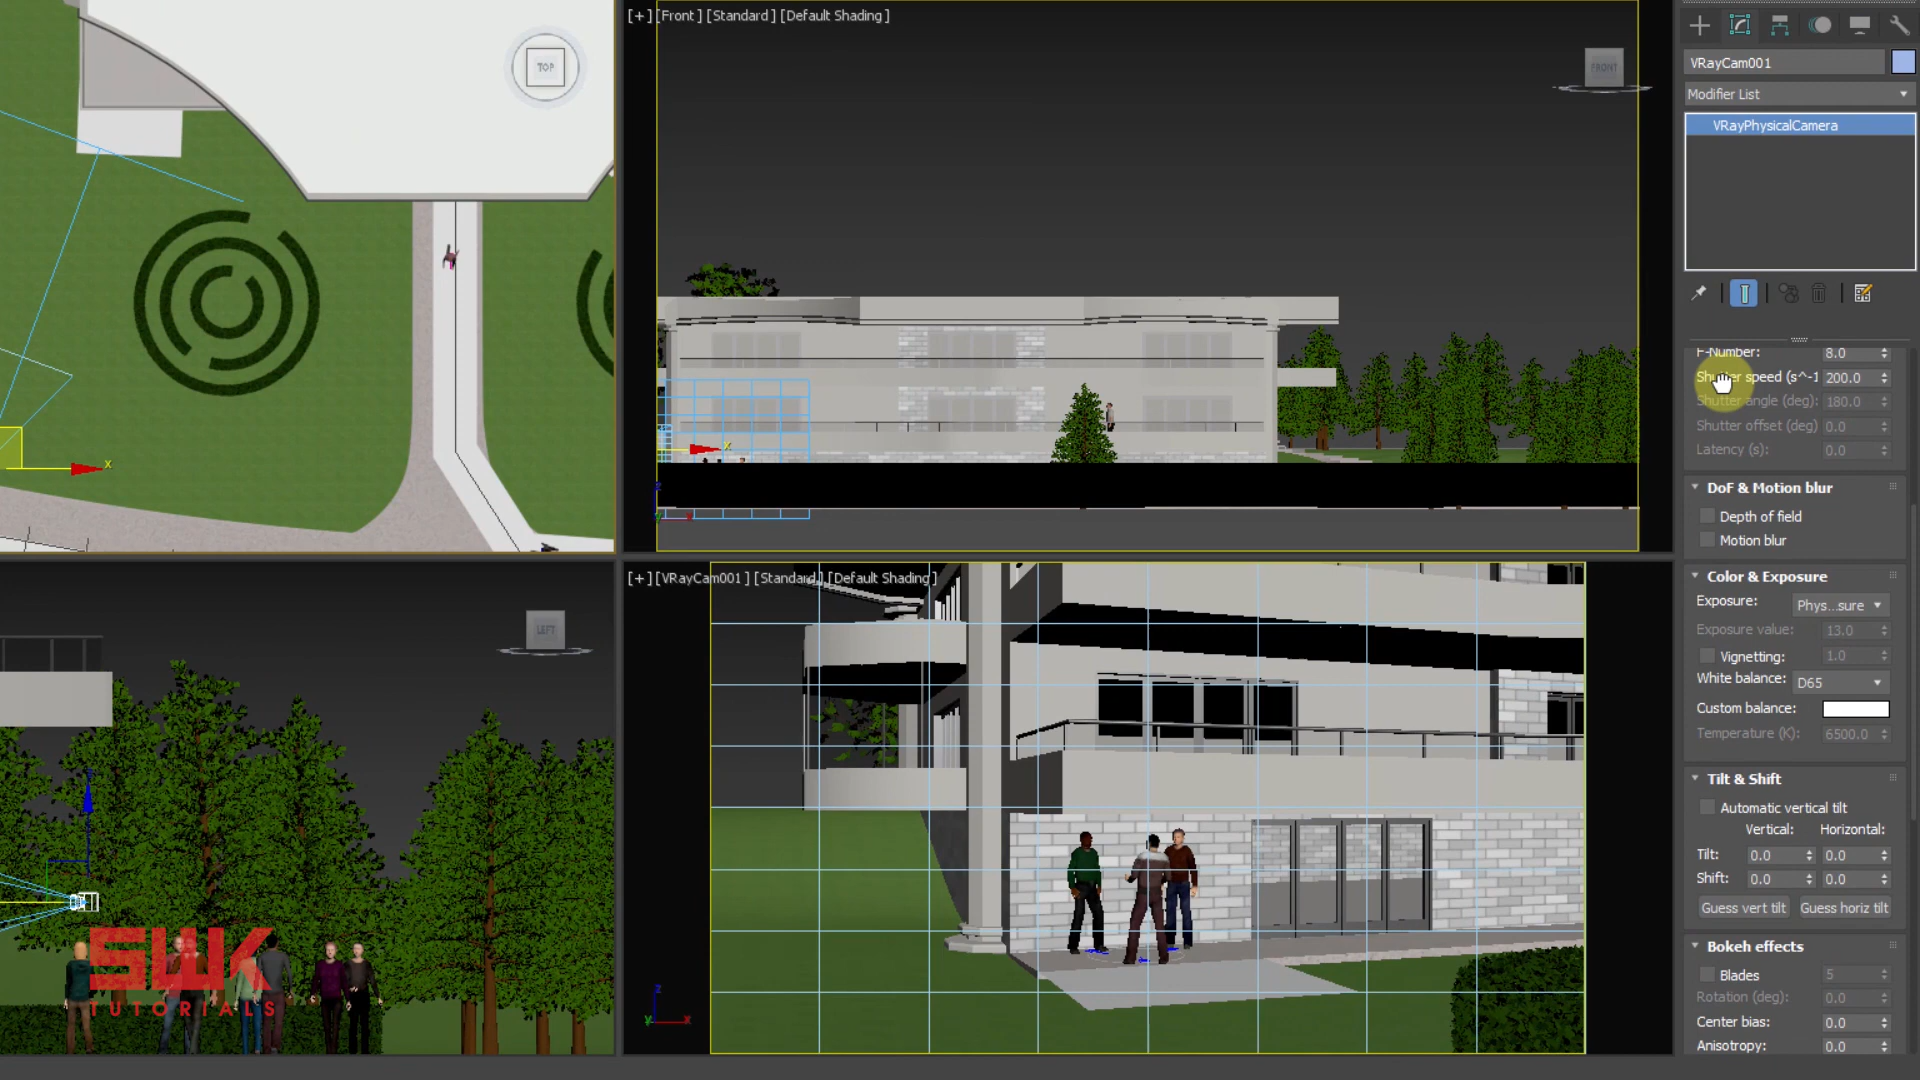 TOP
[+] [Front ] [Standard ] [Default Shading ]
FRONT
VRayCam001
Modifier List
VRayPhysicalCamera
F-Number: 8.0
Shutter speed (s^-1 200.0
Shutter angle (deg): 180.0
Shutter offset (deg) 0.0
Latency (s): 0.0
DoF & Motion blur
Depth of field
Motion blur
Color & Exposure
Exposure: Phys...sure
Exposure value: 13.0
Vignetting: 1.0
White balance: D65
Custom balance:
Temperature (K): 6500.0
Tilt & Shift
Automatic vertical tilt
Vertical: Horizontal:
Tilt: 0.0 0.0
Shift: 0.0 0.0
Guess vert tilt Guess horiz tilt
Bokeh effects
Blades 5
Rotation (deg): 0.0
Center bias: 0.0
Anisotropy: 0.0
x
x
z
LEFT
[+] [VRayCam001 ] [Standard ] [Default Shading ]
z
y x
SWK
TUTORIALS